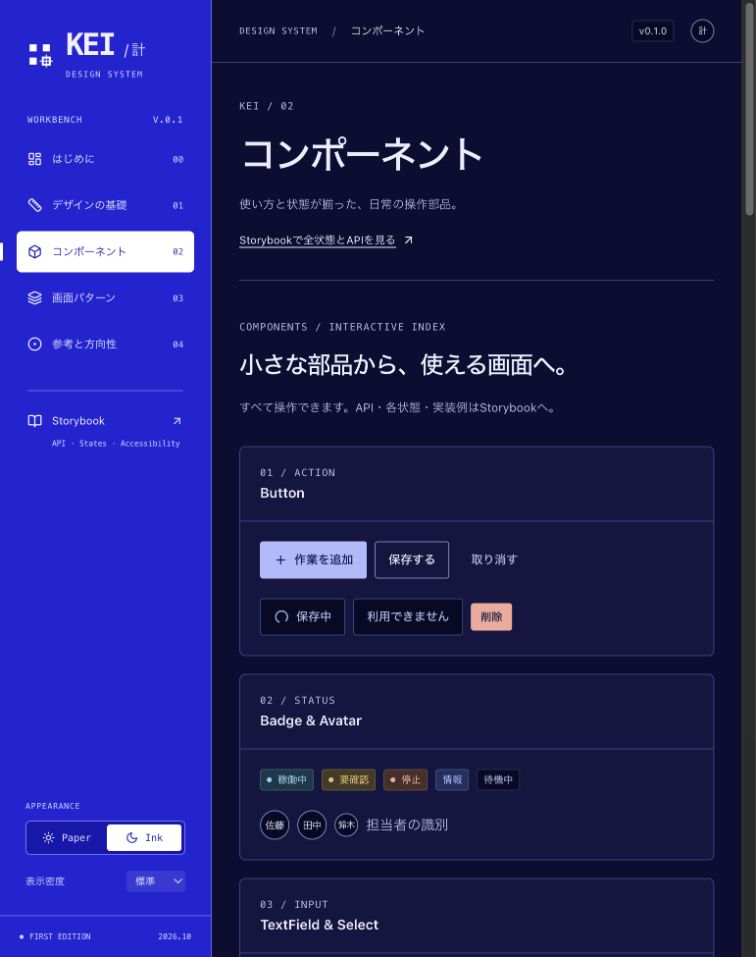 KEI / 計
DESIGN SYSTEM
WORKBENCH V.0.1
はじめに 00
デザインの基礎 01
コンポーネント 02
画面パターン 03
参考と方向性 04
Storybook
API · States · Accessibility
APPEARANCE
Paper Ink
表示密度 標準
FIRST EDITION 2026.10
DESIGN SYSTEM / コンポーネント v0.1.0 計
KEI / 02
コンポーネント
使い方と状態が揃った、日常の操作部品。
Storybookで全状態とAPIを見る
COMPONENTS / INTERACTIVE INDEX
小さな部品から、使える画面へ。
すべて操作できます。API・各状態・実装例はStorybookへ。
01 / ACTION
Button
作業を追加 保存する 取り消す
保存中 利用できません 削除
02 / STATUS
Badge & Avatar
稼働中 要確認 停止 情報 待機中
佐藤 田中 鈴木 担当者の識別
03 / INPUT
TextField & Select